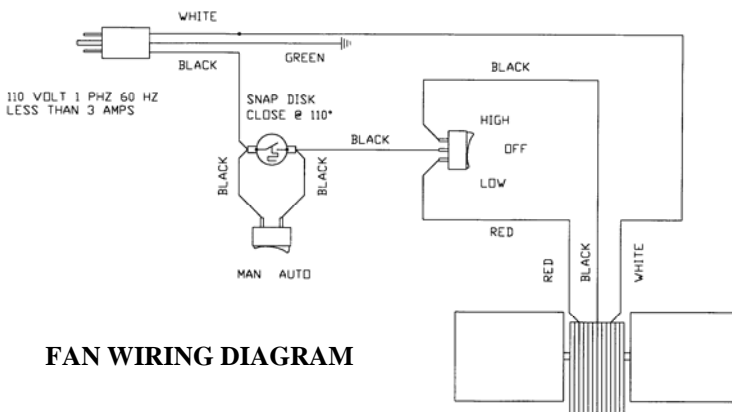 WHITE
GREEN
BLACK
110 VOLT 1 PHZ 60 HZ
LESS THAN 3 AMPS
SNAP DISK
CLOSE @ 110°
BLACK
BLACK
BLACK
MAN AUTO
BLACK
HIGH
OFF
LOW
RED
RED
BLACK
WHITE
FAN WIRING DIAGRAM